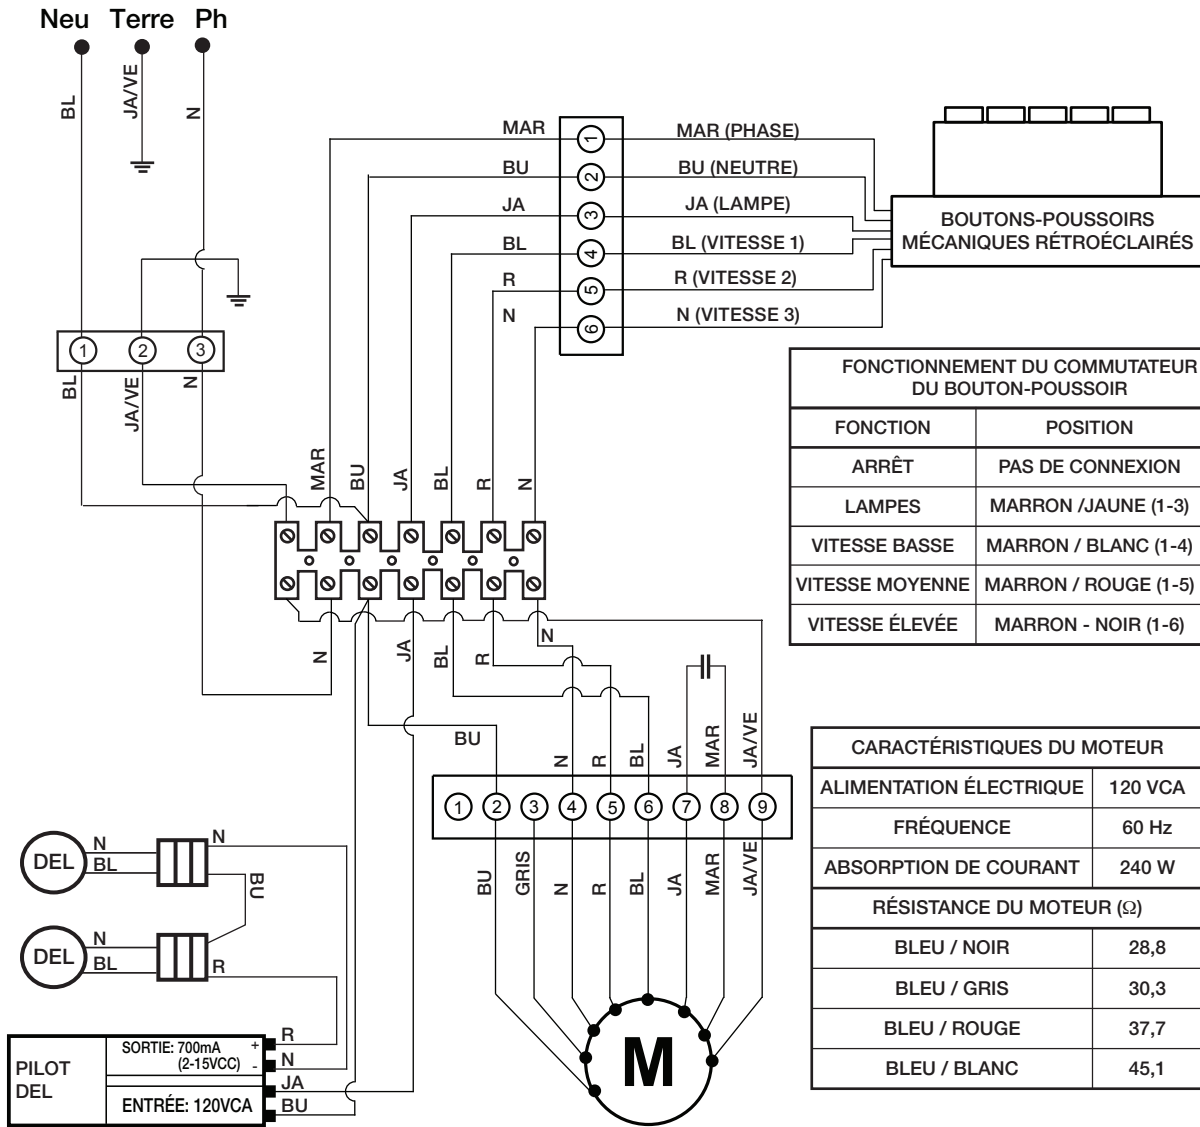 Neu Terre Ph
BL
JA/VE
N
MAR
BU
JA
BL
R
N
1
2
3
4
5
6
MAR (PHASE)
BU (NEUTRE)
JA (LAMPE)
BL (VITESSE 1)
R (VITESSE 2)
N (VITESSE 3)
BOUTONS-POUSSOIRS
MÉCANIQUES RÉTROÉCLAIRÉS
1 2 3
BL
JA/VE
N
MAR
BU
JA
BL
R
N
FONCTIONNEMENT DU COMMUTATEUR
DU BOUTON-POUSSOIR
FONCTION POSITION
ARRÊT PAS DE CONNEXION
LAMPES MARRON /JAUNE (1-3)
VITESSE BASSE MARRON / BLANC (1-4)
VITESSE MOYENNE MARRON / ROUGE (1-5)
VITESSE ÉLEVÉE MARRON - NOIR (1-6)
N
JA
BL
R
N
BU
N
R
BL
JA
MAR
JA/VE
1 2 3 4 5 6 7 8 9
BU
GRIS
N
R
BL
JA
MAR
JA/VE
M
CARACTÉRISTIQUES DU MOTEUR
ALIMENTATION ÉLECTRIQUE 120 VCA
FRÉQUENCE 60 Hz
ABSORPTION DE COURANT 240 W
RÉSISTANCE DU MOTEUR (Ω)
BLEU / NOIR 28,8
BLEU / GRIS 30,3
BLEU / ROUGE 37,7
BLEU / BLANC 45,1
DEL
N
BL
N
BU
DEL
N
BL
R
PILOT
DEL
SORTIE: 700mA +
(2-15VCC) -
ENTRÉE: 120VCA
R
N
JA
BU